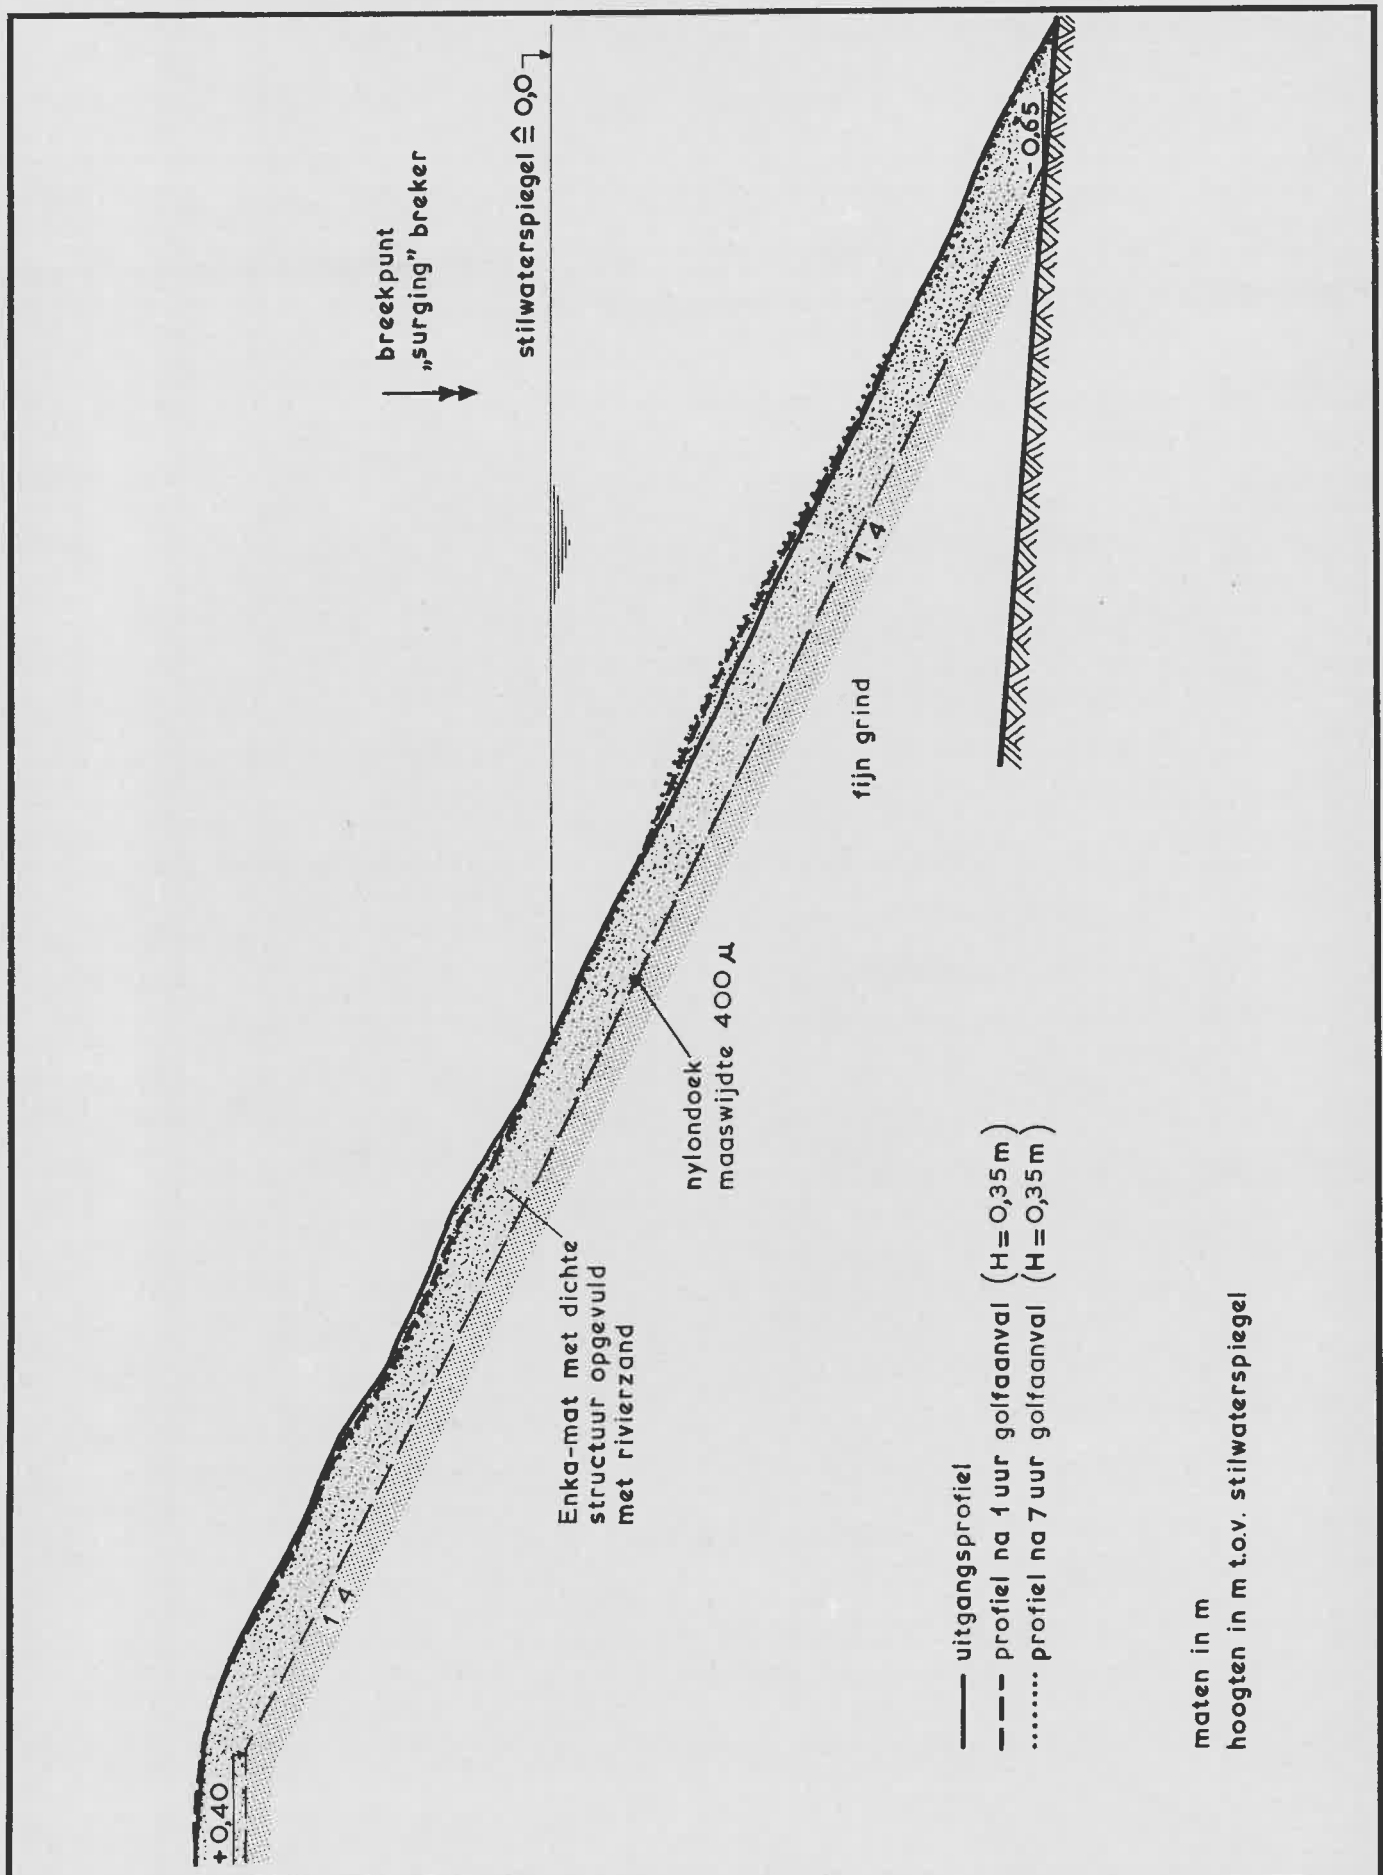 breekpunt
„surging” breker
stilwaterspiegel ≙ 0,0
-0,65
1:4
fijn grind
nylondoek
maaswijdte 400 μ
Enka-mat met dichte
structuur opgevuld
met rivierzand
1:4
+0,40
uitgangsprofiel
profiel na 1 uur golfaanval (H=0,35m)
profiel na 7 uur golfaanval (H=0,35m)
maten in m
hoogten in m t.o.v. stilwaterspiegel